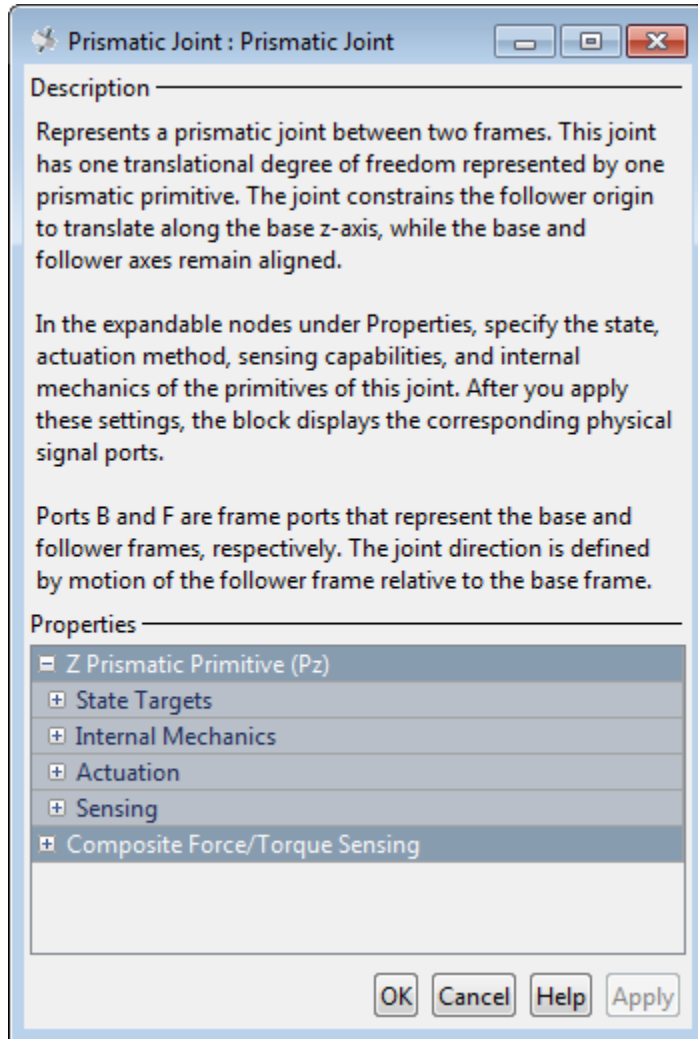 Prismatic Joint : Prismatic Joint
Description
Represents a prismatic joint between two frames. This joint
has one translational degree of freedom represented by one
prismatic primitive. The joint constrains the follower origin
to translate along the base z-axis, while the base and
follower axes remain aligned.
In the expandable nodes under Properties, specify the state,
actuation method, sensing capabilities, and internal
mechanics of the primitives of this joint. After you apply
these settings, the block displays the corresponding physical
signal ports.
Ports B and F are frame ports that represent the base and
follower frames, respectively. The joint direction is defined
by motion of the follower frame relative to the base frame.
Properties
Z Prismatic Primitive (Pz)
State Targets
Internal Mechanics
Actuation
Sensing
Composite Force/Torque Sensing
OK Cancel Help Apply